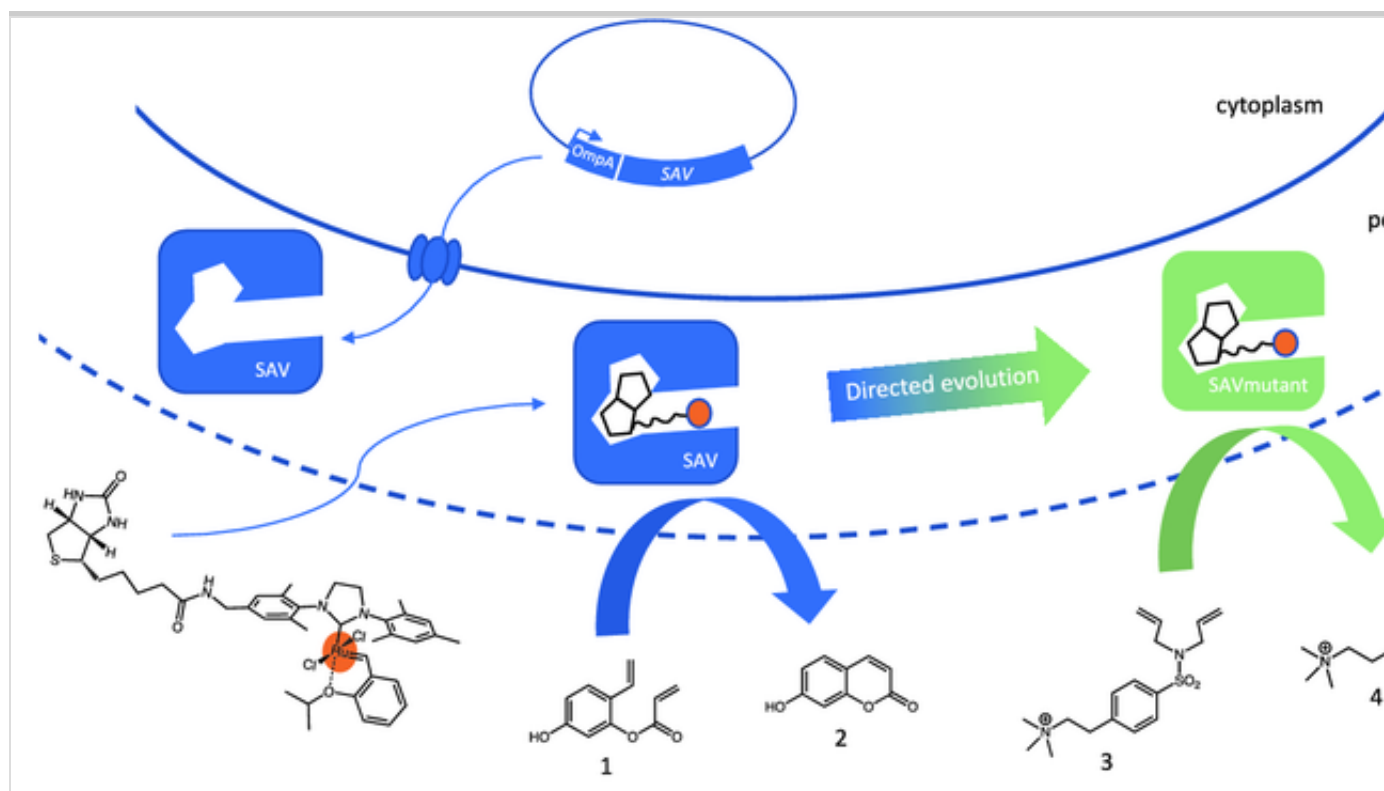 cytoplasm
OmpA
SAV
SAV
SAV
Directed evolution
SAVmutant
O
HN
NH
H
H
S
H
N
O
N
N
Cl
Ru
Cl
O
HO
O
O
1
HO
O
O
2
N
SO2
N
⊕
3
N
⊕
4